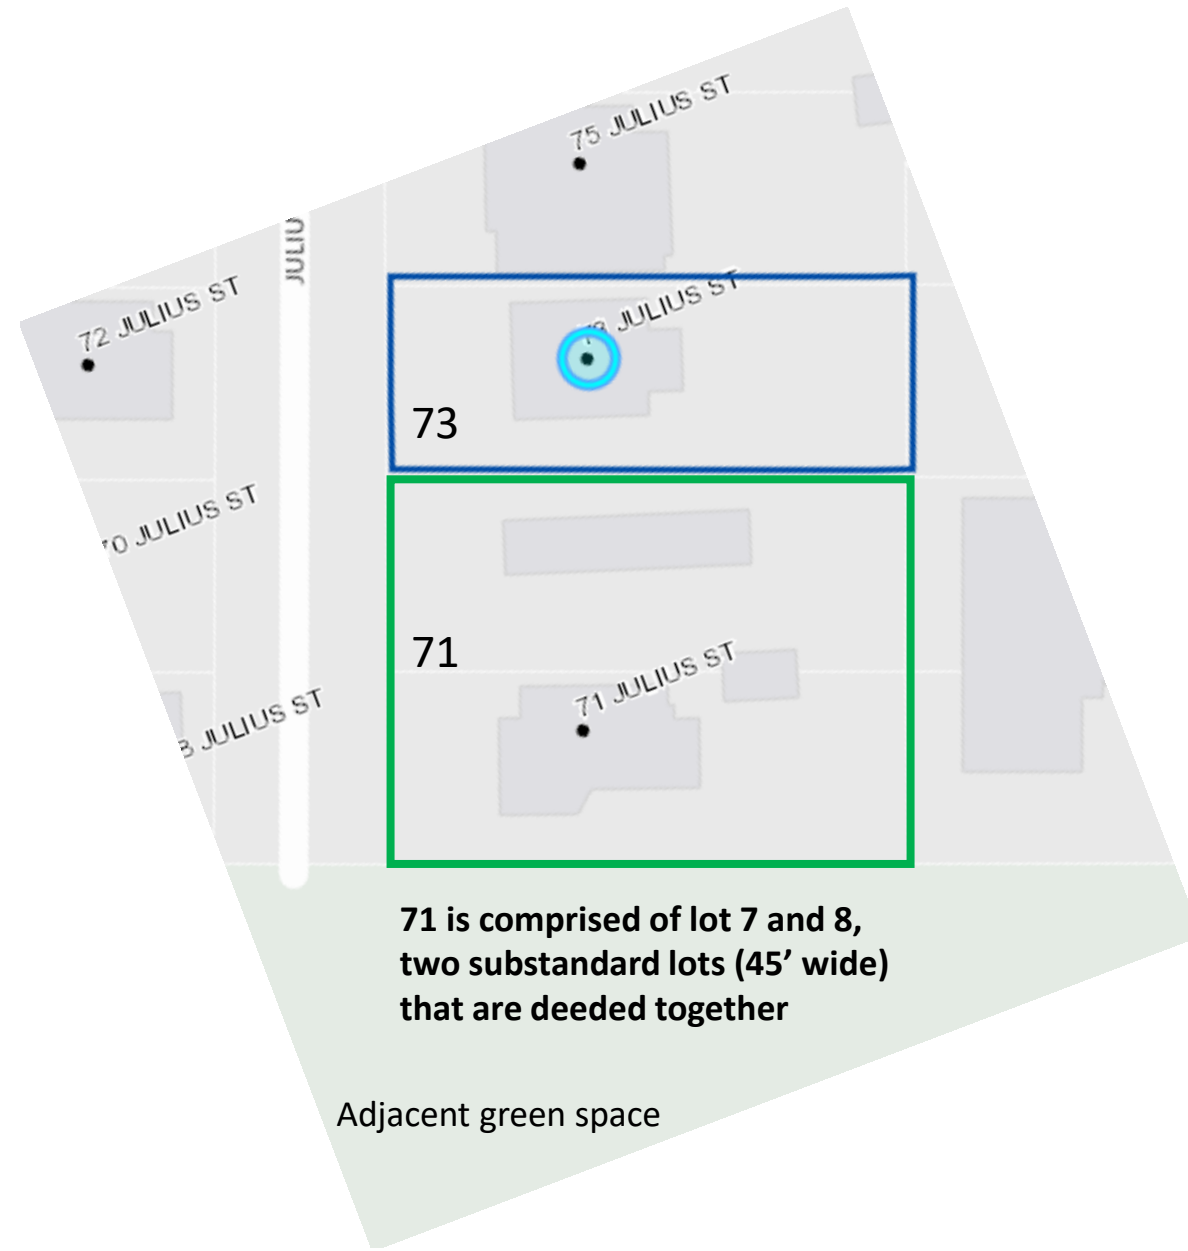 75 JULIUS ST
JULIU
72 JULIUS ST
JULIUS ST
73
70 JULIUS ST
71
71 JULIUS ST
JULIUS ST
71 is comprised of lot 7 and 8,
two substandard lots (45’ wide)
that are deeded together
Adjacent green space